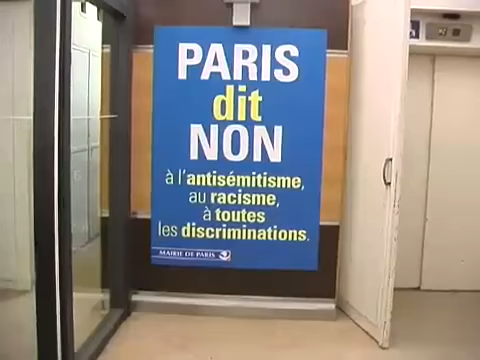 PARIS
dit
NON
à l'antisémitisme,
au racisme,
à toutes
les discriminations.
MAIRIE DE PARIS